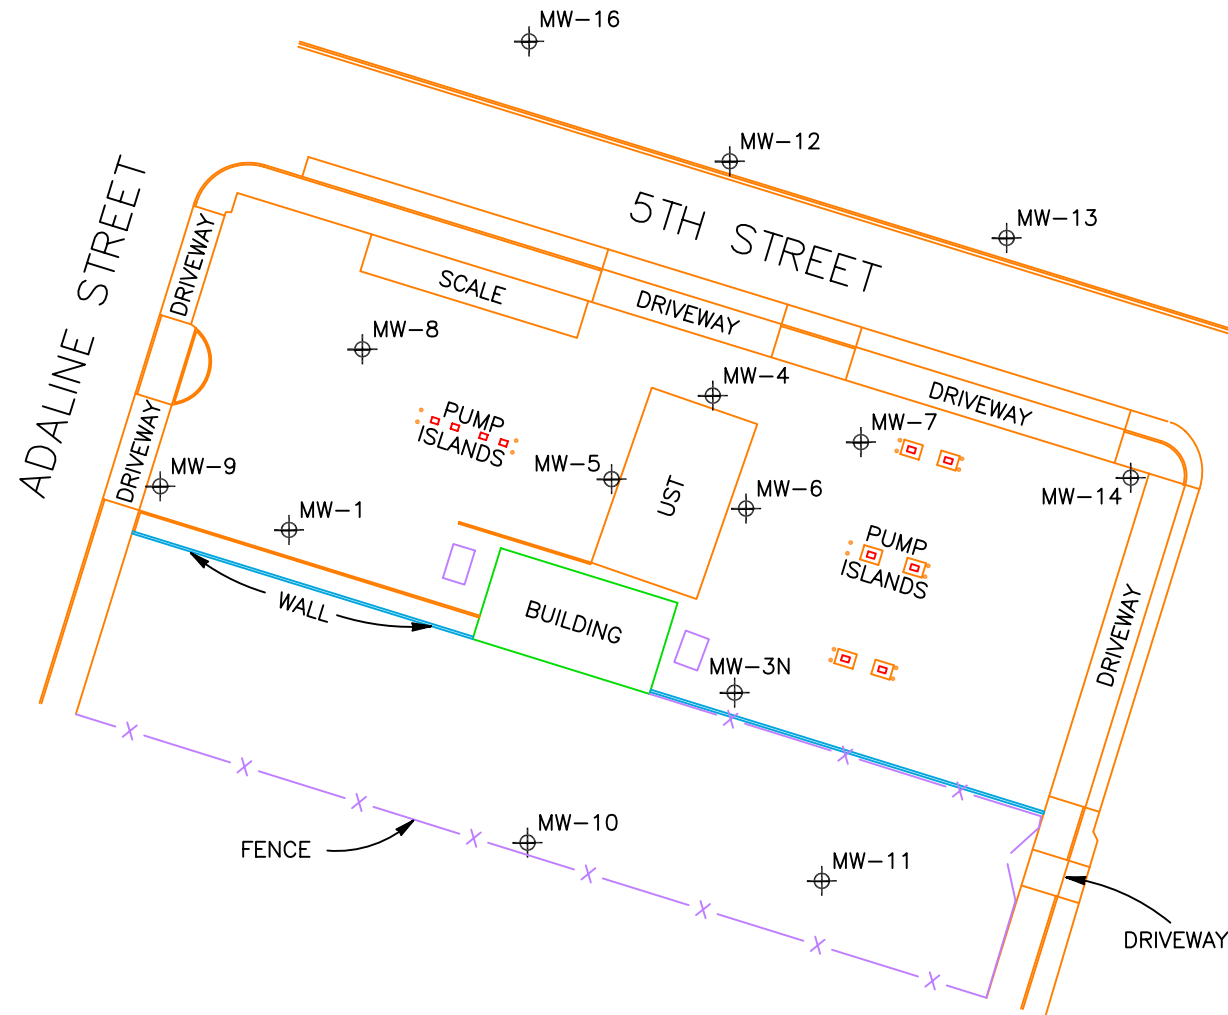 MW-16
MW-12
5TH STREET
MW-13
ADALINE STREET
DRIVEWAY
SCALE
DRIVEWAY
MW-8
MW-4
DRIVEWAY
PUMP
ISLANDS
MW-7
DRIVEWAY
MW-9
MW-5
UST
MW-6
MW-14
MW-1
PUMP
ISLANDS
WALL
BUILDING
DRIVEWAY
MW-3N
X
X
X
X
X
X
X
X
X
X
X
MW-10
FENCE
MW-11
DRIVEWAY